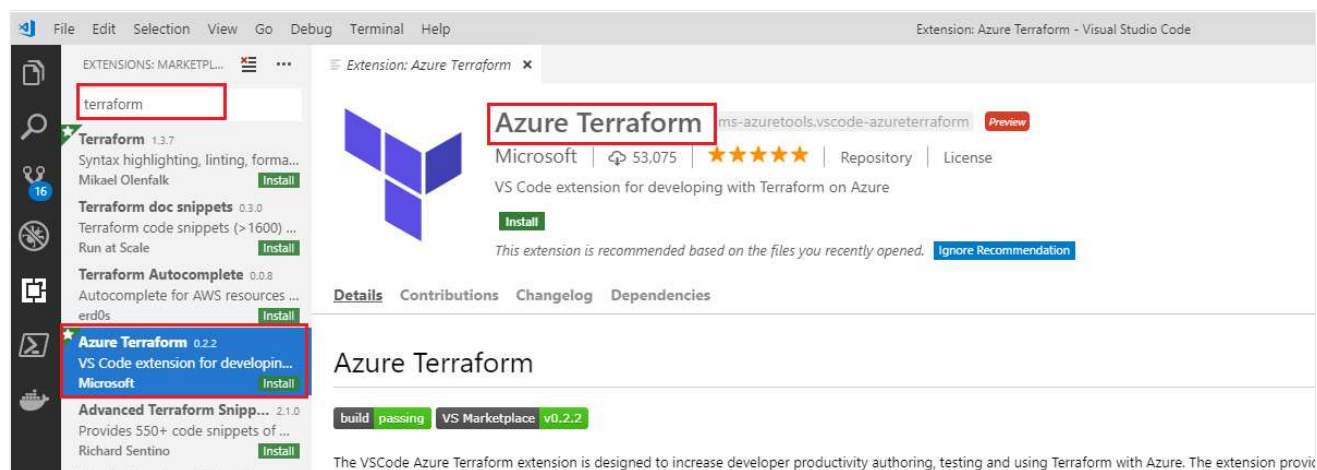 File Edit Selection View Go Debug Terminal Help
Extension: Azure Terraform - Visual Studio Code
EXTENSIONS: MARKETPL...
terraform
Terraform 1.3.7
Syntax highlighting, linting, forma...
Mikael Olenfalk Install
Terraform doc snippets 0.3.0
Terraform code snippets (>1600) ...
Run at Scale Install
Terraform Autocomplete 0.0.8
Autocomplete for AWS resources ...
erd0s Install
Azure Terraform 0.2.2
VS Code extension for developin...
Microsoft Install
Advanced Terraform Snipp... 2.1.0
Provides 550+ code snippets of ...
Richard Sentino Install
16
Extension: Azure Terraform
Azure Terraform ms-azuretools.vscode-azureterraform Preview
Microsoft 53,075 Repository License
VS Code extension for developing with Terraform on Azure
Install
This extension is recommended based on the files you recently opened. Ignore Recommendation
Details Contributions Changelog Dependencies
Azure Terraform
build passing VS Marketplace v0.2.2
The VSCode Azure Terraform extension is designed to increase developer productivity authoring, testing and using Terraform with Azure. The extension provic